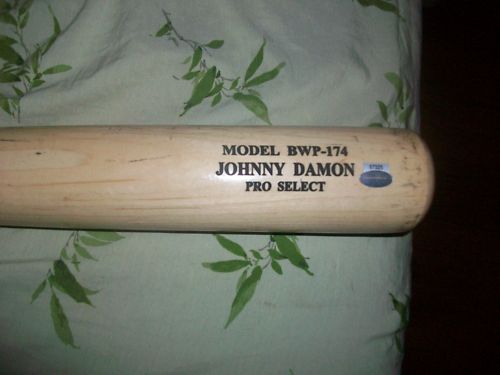 MODEL BWP-174
JOHNNY DAMON
PRO SELECT